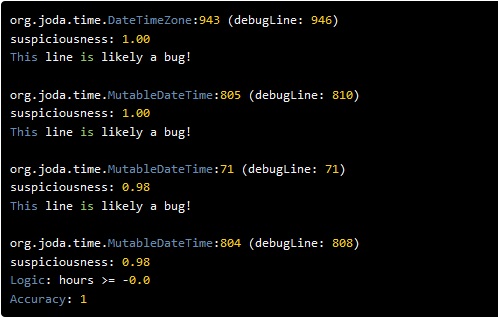 org.joda.time.DateTimeZone:943 (debugLine: 946)
suspiciousness: 1.00
This line is likely a bug!
org.joda.time.MutableDateTime:805 (debugLine: 810)
suspiciousness: 1.00
This line is likely a bug!
org.joda.time.MutableDateTime:71 (debugLine: 71)
suspiciousness: 0.98
This line is likely a bug!
org.joda.time.MutableDateTime:804 (debugLine: 808)
suspiciousness: 0.98
Logic: hours >= -0.0
Accuracy: 1